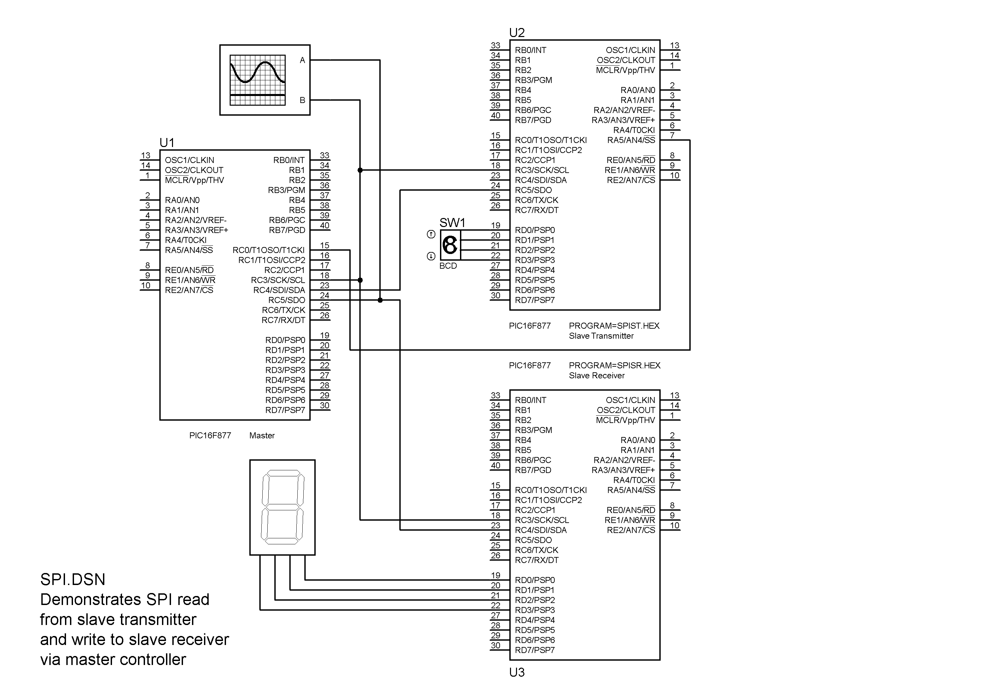 U2
33 RB0/INT OSC1/CLKIN 13
34 RB1 OSC2/CLKOUT 14
35 RB2 MCLR/Vpp/THV 1
36 RB3/PGM
37 RB4 RA0/AN0 2
38 RB5 RA1/AN1 3
39 RB6/PGC RA2/AN2/VREF- 4
40 RB7/PGD RA3/AN3/VREF+ 5
RA4/T0CKI 6
15 RC0/T1OSO/T1CKI RA5/AN4/SS 7
16 RC1/T1OSI/CCP2
17 RC2/CCP1 RE0/AN5/RD 8
18 RC3/SCK/SCL RE1/AN6/WR 9
23 RC4/SDI/SDA RE2/AN7/CS 10
24 RC5/SDO
25 RC6/TX/CK
26 RC7/RX/DT
19 RD0/PSP0
20 RD1/PSP1
21 RD2/PSP2
22 RD3/PSP3
27 RD4/PSP4
28 RD5/PSP5
29 RD6/PSP6
30 RD7/PSP7
PIC16F877 PROGRAM=SPIST.HEX
Slave Transmitter
A
B
SW1
8
BCD
U1
13 OSC1/CLKIN RB0/INT 33
14 OSC2/CLKOUT RB1 34
1 MCLR/Vpp/THV RB2 35
RB3/PGM 36
2 RA0/AN0 RB4 37
3 RA1/AN1 RB5 38
4 RA2/AN2/VREF- RB6/PGC 39
5 RA3/AN3/VREF+ RB7/PGD 40
6 RA4/T0CKI
7 RA5/AN4/SS RC0/T1OSO/T1CKI 15
RC1/T1OSI/CCP2 16
8 RE0/AN5/RD RC2/CCP1 17
9 RE1/AN6/WR RC3/SCK/SCL 18
10 RE2/AN7/CS RC4/SDI/SDA 23
RC5/SDO 24
RC6/TX/CK 25
RC7/RX/DT 26
RD0/PSP0 19
RD1/PSP1 20
RD2/PSP2 21
RD3/PSP3 22
RD4/PSP4 27
RD5/PSP5 28
RD6/PSP6 29
RD7/PSP7 30
PIC16F877 Master
PIC16F877 PROGRAM=SPISR.HEX
Slave Receiver
33 RB0/INT OSC1/CLKIN 13
34 RB1 OSC2/CLKOUT 14
35 RB2 MCLR/Vpp/THV 1
36 RB3/PGM
37 RB4 RA0/AN0 2
38 RB5 RA1/AN1 3
39 RB6/PGC RA2/AN2/VREF- 4
40 RB7/PGD RA3/AN3/VREF+ 5
RA4/T0CKI 6
15 RC0/T1OSO/T1CKI RA5/AN4/SS 7
16 RC1/T1OSI/CCP2
17 RC2/CCP1 RE0/AN5/RD 8
18 RC3/SCK/SCL RE1/AN6/WR 9
23 RC4/SDI/SDA RE2/AN7/CS 10
24 RC5/SDO
25 RC6/TX/CK
26 RC7/RX/DT
19 RD0/PSP0
20 RD1/PSP1
21 RD2/PSP2
22 RD3/PSP3
27 RD4/PSP4
28 RD5/PSP5
29 RD6/PSP6
30 RD7/PSP7
U3
SPI.DSN
Demonstrates SPI read
from slave transmitter
and write to slave receiver
via master controller